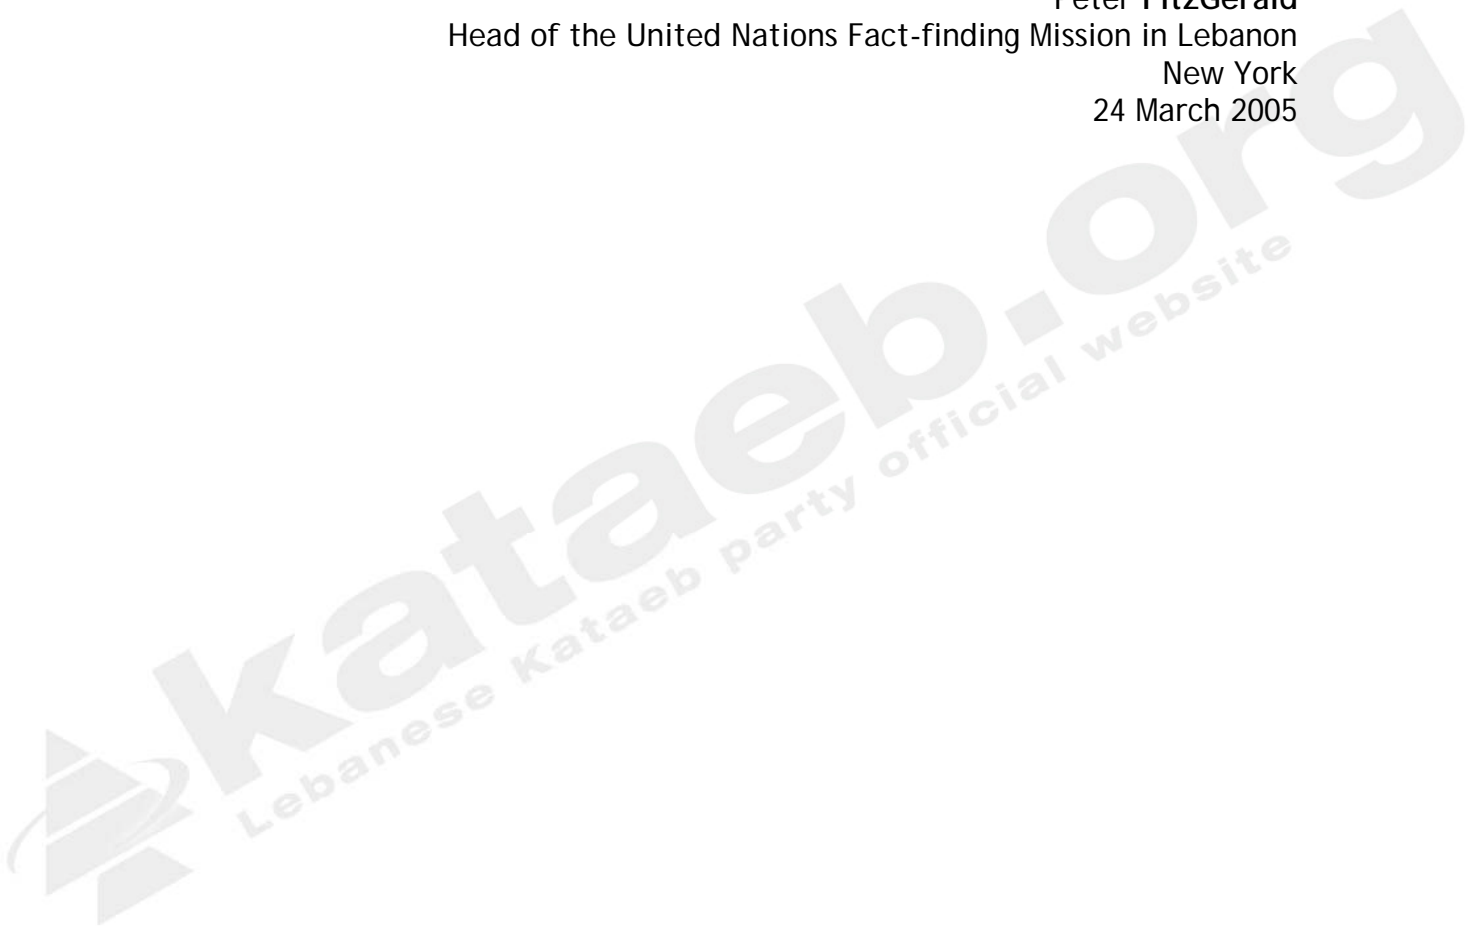 Peter FitzGerald
Head of the United Nations Fact-finding Mission in Lebanon
New York
24 March 2005
kataeb.org
Lebanese Kataeb party official website